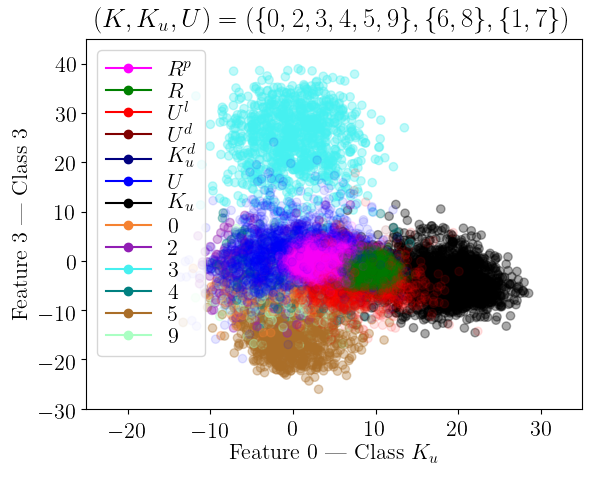 (K, K_u, U) = ({0, 2, 3, 4, 5, 9}, {6, 8}, {1, 7})
Feature 3 — Class 3
40
30
20
10
0
−10
−20
−30
R^p
R
U^l
U^d
K_u^d
U
K_u
0
2
3
4
5
9
−20 −10 0 10 20 30
Feature 0 — Class K_u